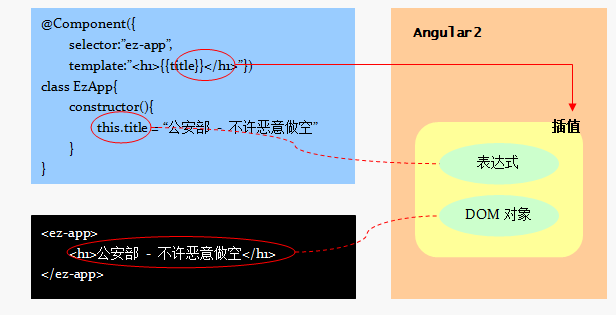 @Component({
selector:"ez-app",
template:"<h1>{{title}}</h1>"})
class EzApp{
constructor(){
this.title = “公安部 - 不许恶意做空”
}
}
<ez-app>
<h1>公安部 - 不许恶意做空</h1>
</ez-app>
Angular2
插值
表达式
DOM 对象